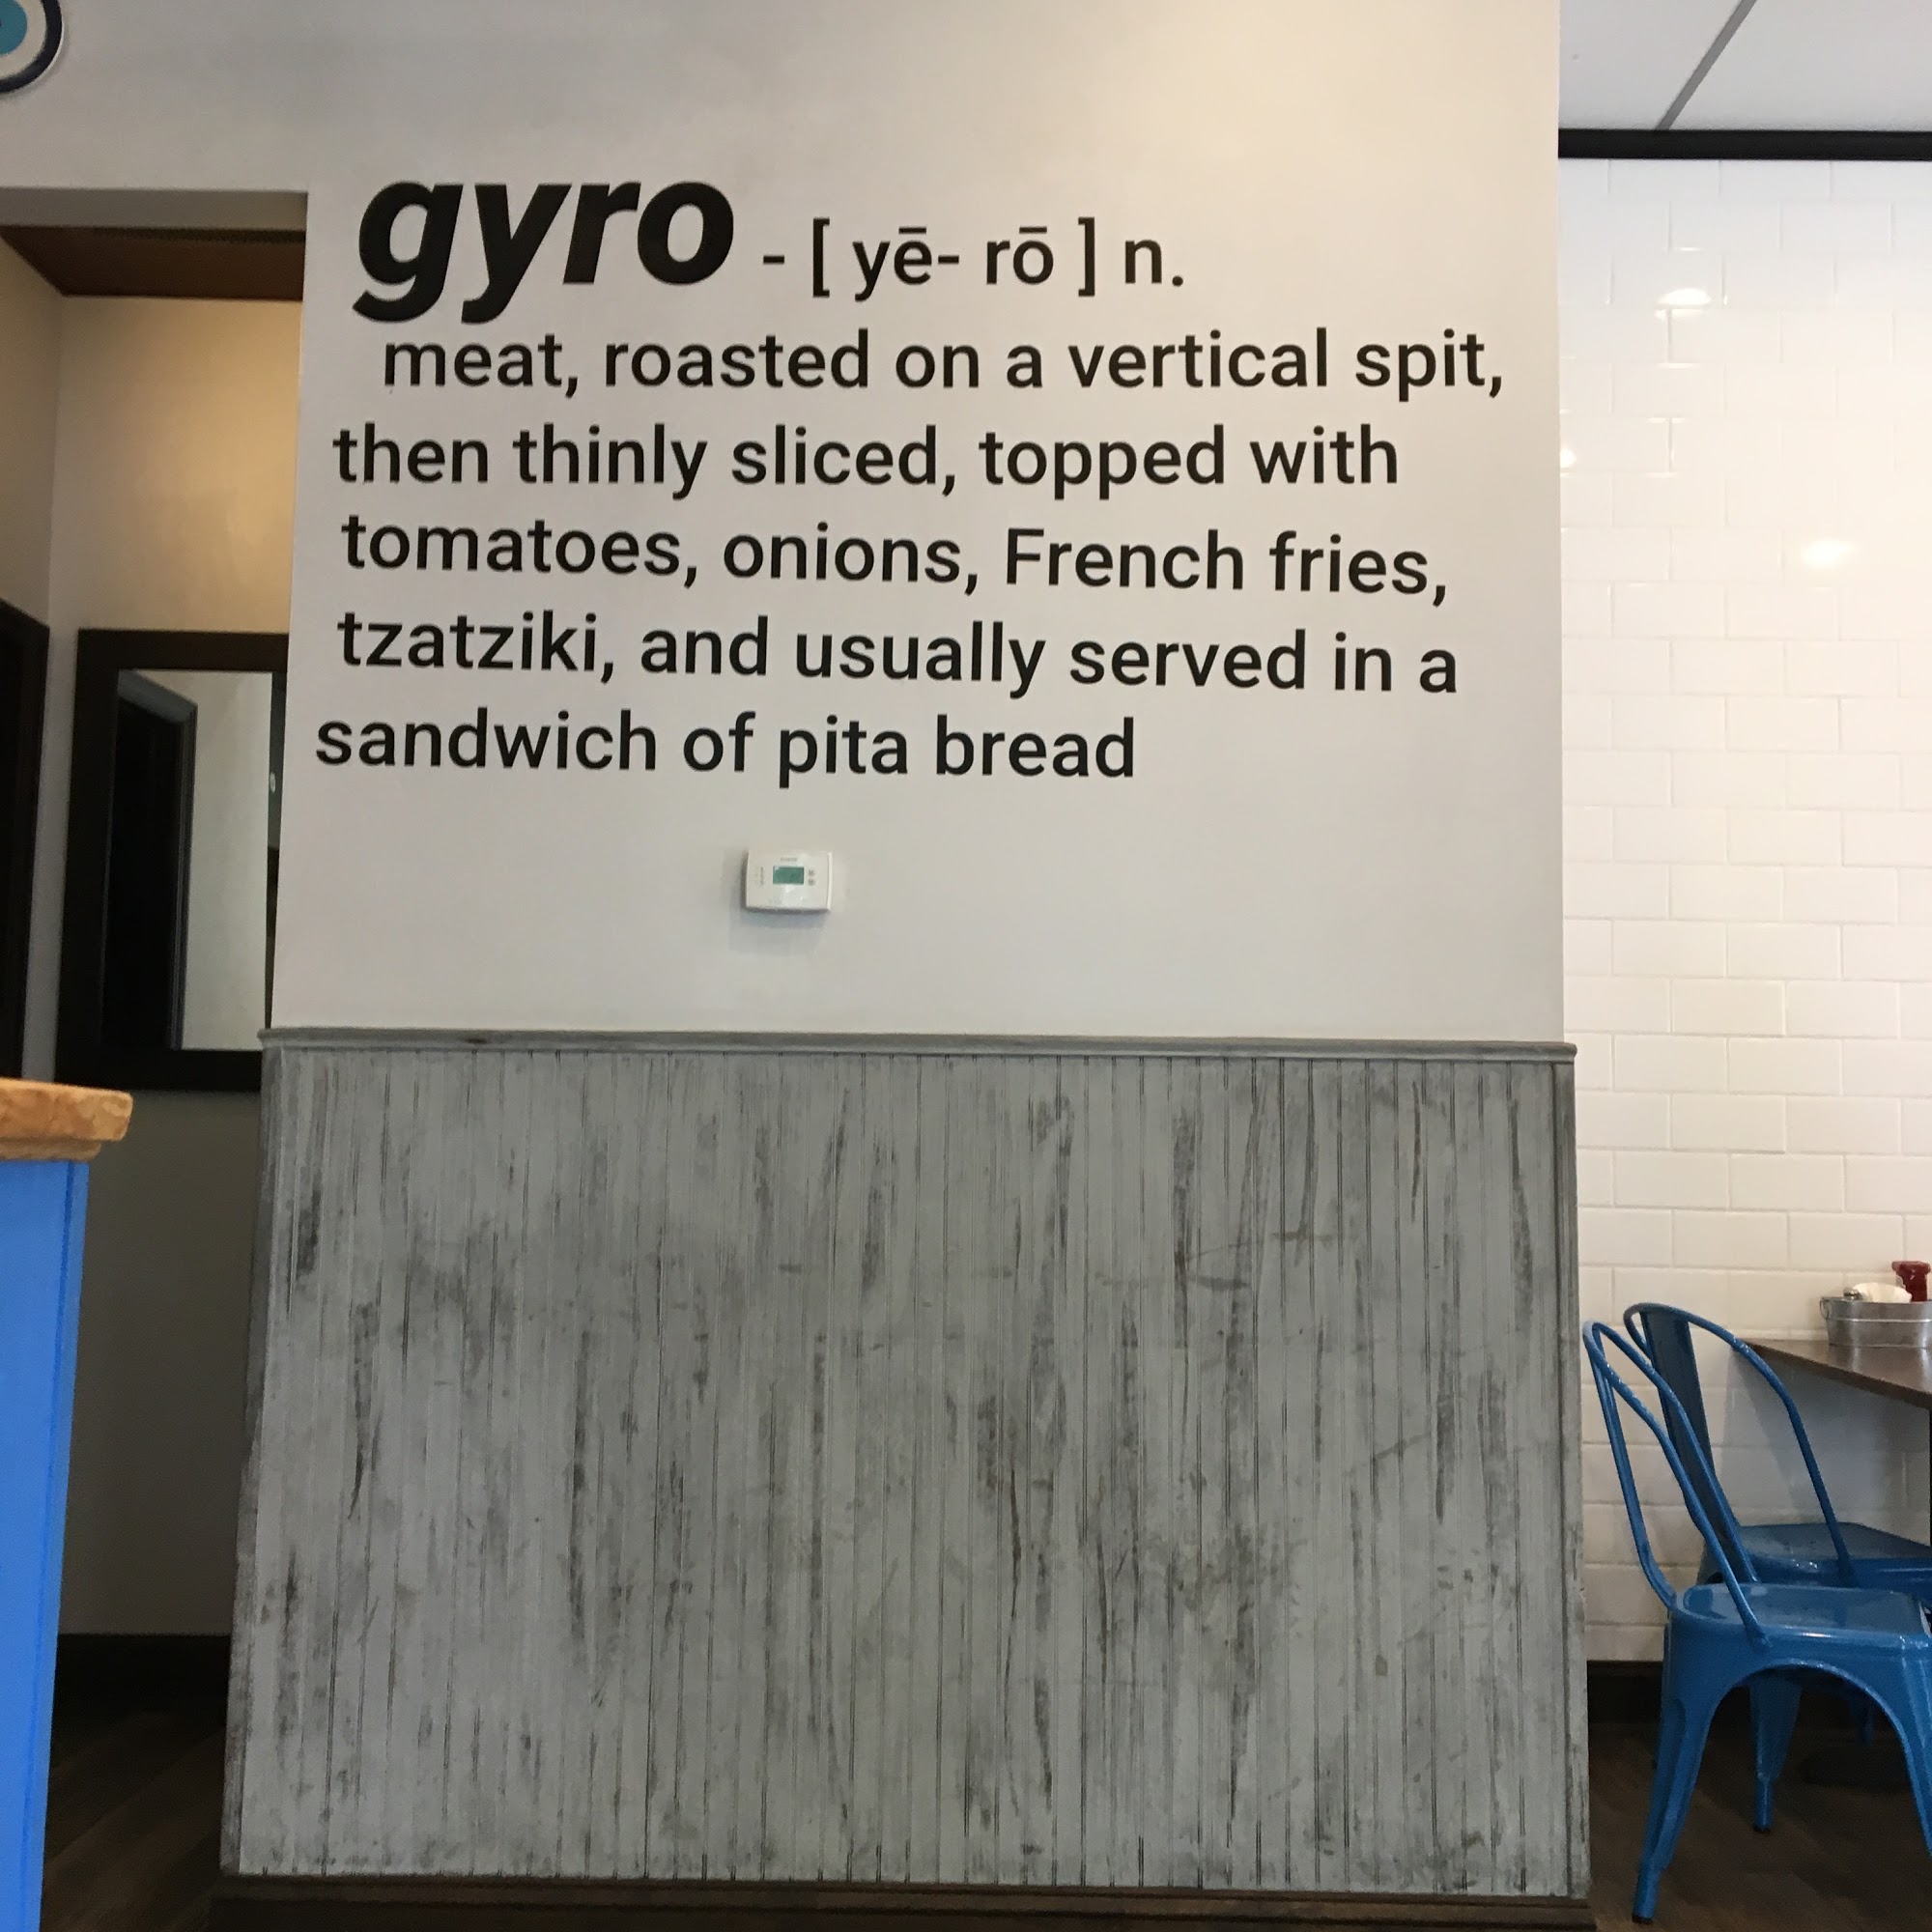 gyro - [ yē- rō ] n.
meat, roasted on a vertical spit,
then thinly sliced, topped with
tomatoes, onions, French fries,
tzatziki, and usually served in a
sandwich of pita bread